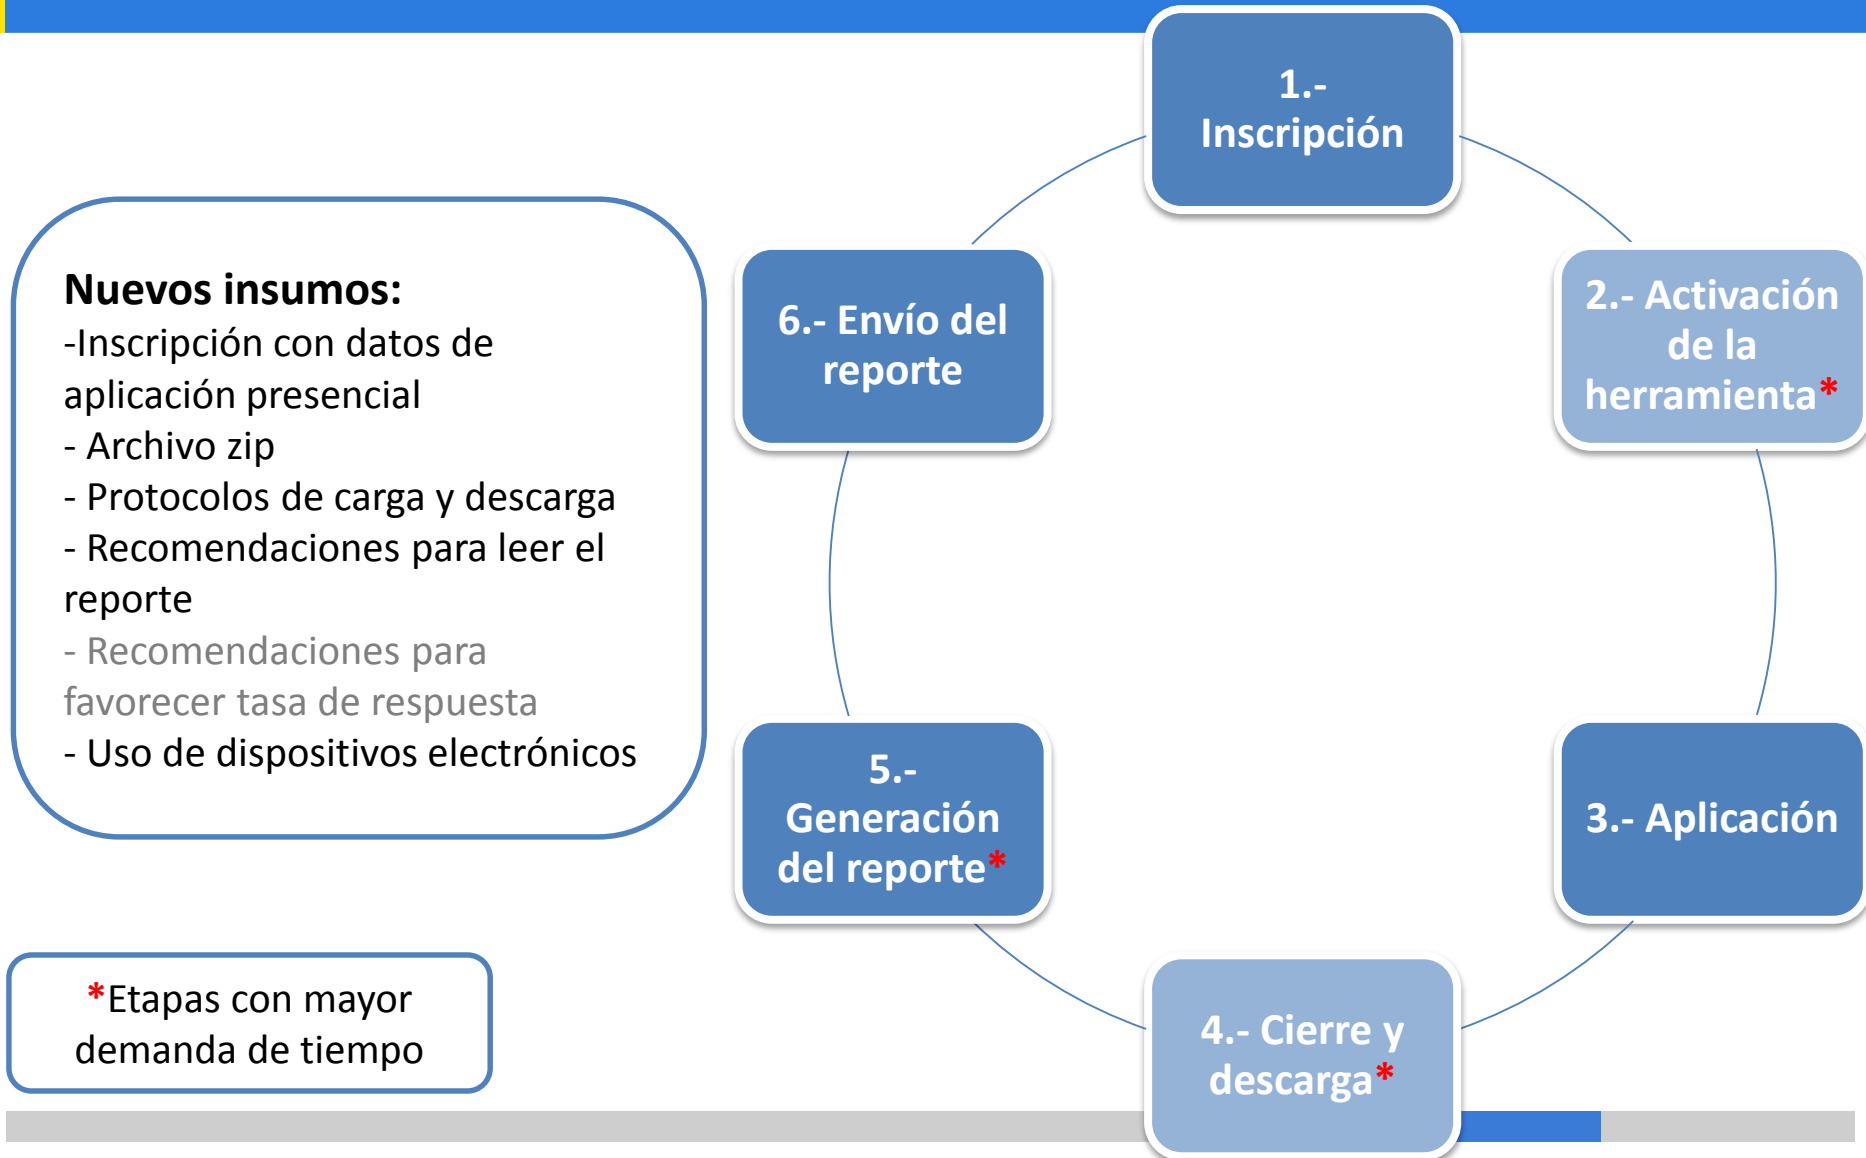 1.-
Inscripción
2.- Activación
de la
herramienta*
3.- Aplicación
4.- Cierre y
descarga*
5.-
Generación
del reporte*
6.- Envío del
reporte
Nuevos insumos:
-Inscripción con datos de
aplicación presencial
- Archivo zip
- Protocolos de carga y descarga
- Recomendaciones para leer el
reporte
- Recomendaciones para
favorecer tasa de respuesta
- Uso de dispositivos electrónicos
*Etapas con mayor
demanda de tiempo